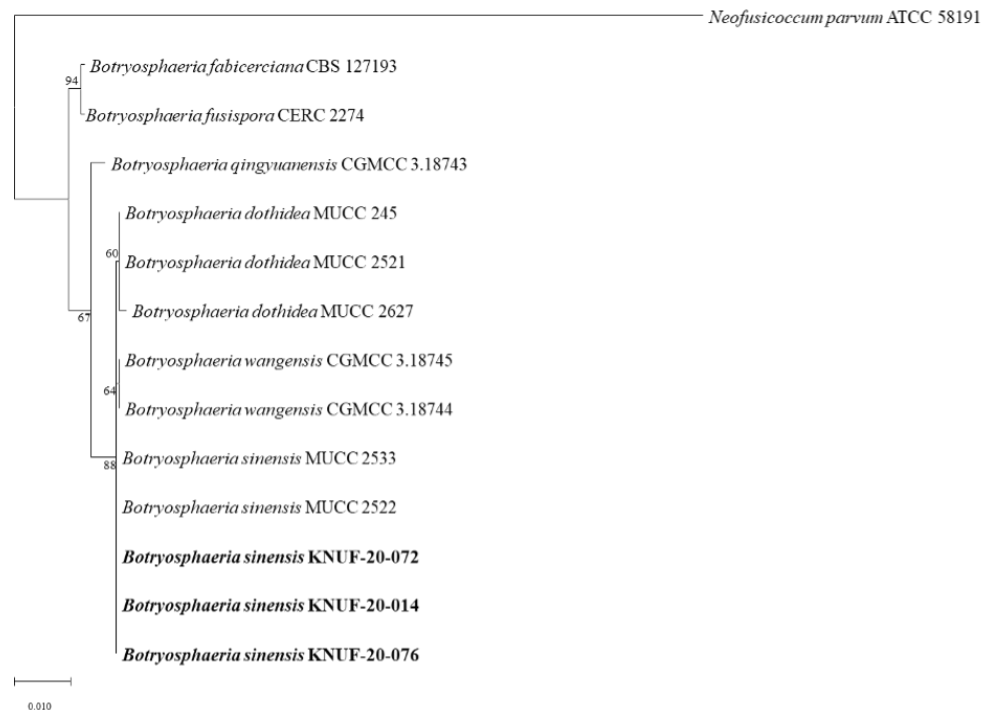 Neofusicoccum parvum ATCC 58191
Botryosphaeria fabicerciana CBS 127193
94
Botryosphaeria fusispora CERC 2274
Botryosphaeria qingyuanensis CGMCC 3.18743
Botryosphaeria dothidea MUCC 245
60
Botryosphaeria dothidea MUCC 2521
Botryosphaeria dothidea MUCC 2627
67
Botryosphaeria wangensis CGMCC 3.18745
64
Botryosphaeria wangensis CGMCC 3.18744
Botryosphaeria sinensis MUCC 2533
88
Botryosphaeria sinensis MUCC 2522
Botryosphaeria sinensis KNUF-20-072
Botryosphaeria sinensis KNUF-20-014
Botryosphaeria sinensis KNUF-20-076
0.010